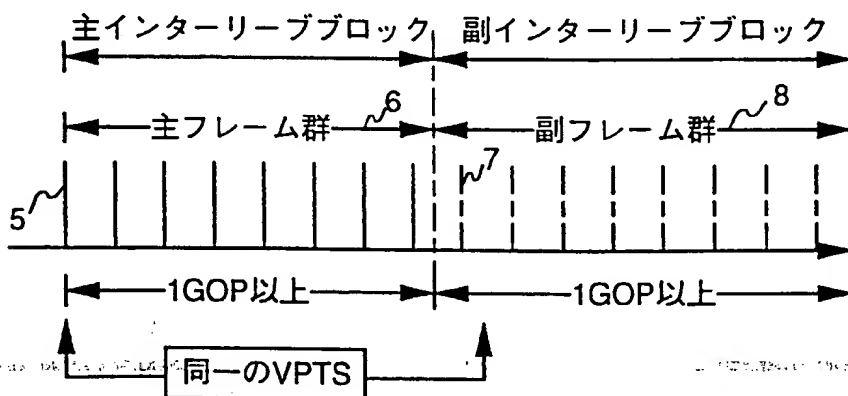 主インターリーブブロック 副インターリーブブロック
主フレーム群 6 副フレーム群 8
5 7
1GOP以上 1GOP以上
同一のVPTS